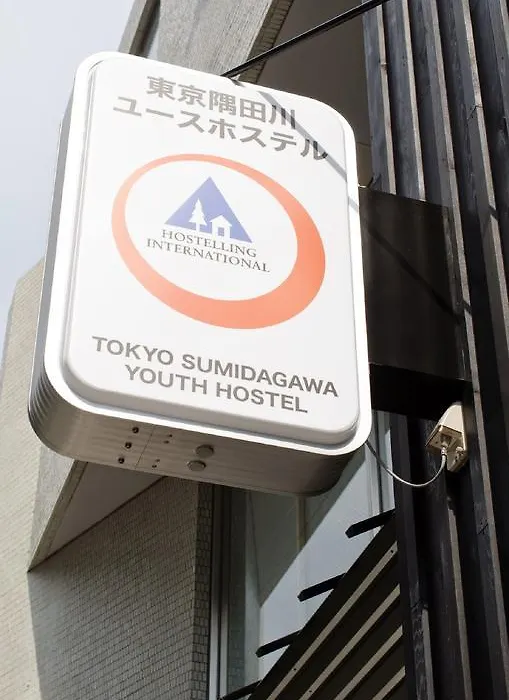 東京隅田川
ユースホステル
HOSTELLING
INTERNATIONAL
TOKYO SUMIDAGAWA
YOUTH HOSTEL